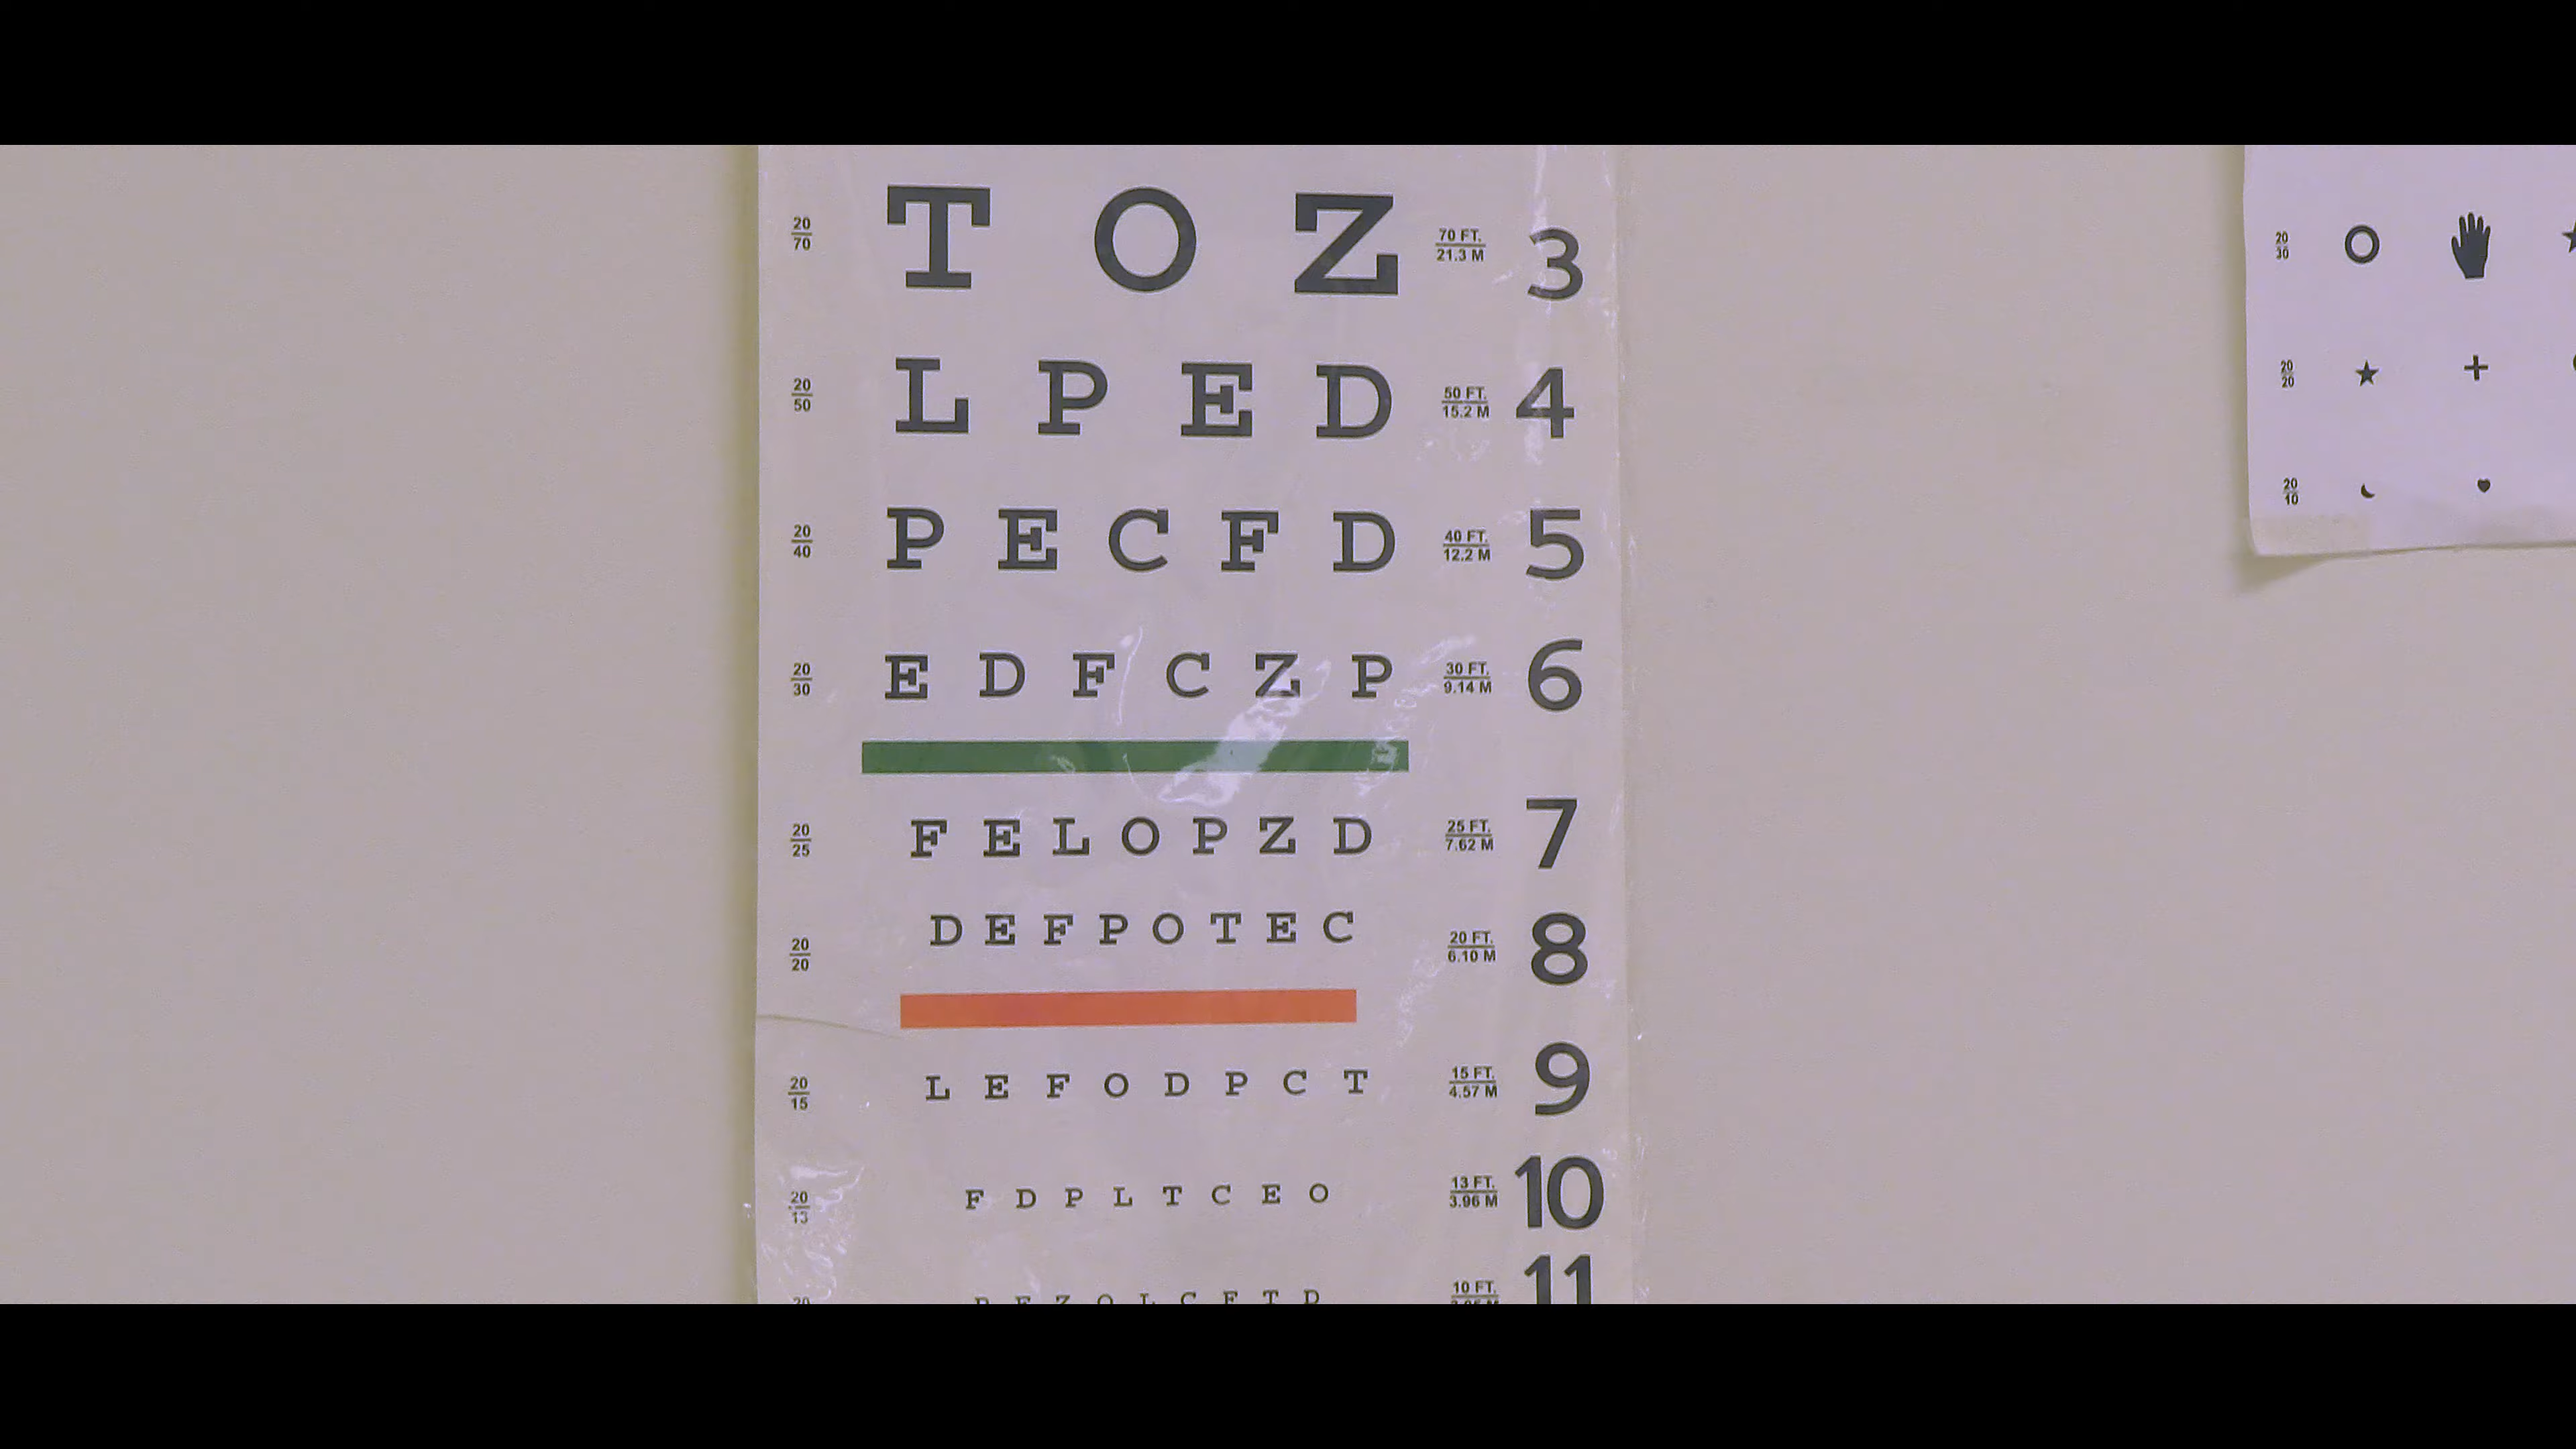 20/70 T O Z 70 FT. 21.3 M 3
20/50 L P E D 50 FT. 15.2 M 4
20/40 P E C F D 40 FT. 12.2 M 5
20/30 E D F C Z P 30 FT. 9.14 M 6
20/25 F E L O P Z D 25 FT. 7.62 M 7
20/20 D E F P O T E C 20 FT. 6.10 M 8
20/15 L E F O D P C T 15 FT. 4.57 M 9
20/13 F D P L T C E O 13 FT. 3.96 M 10
20 10 FT. 11
20/30
20/20
20/10